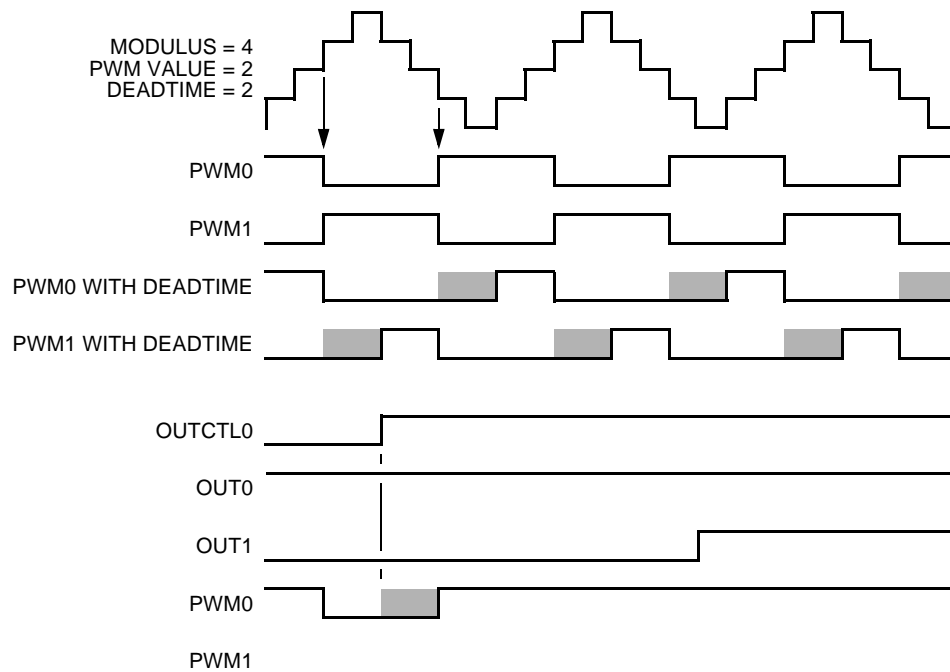 MODULUS = 4
PWM VALUE = 2
DEADTIME = 2
PWM0
PWM1
PWM0 WITH DEADTIME
PWM1 WITH DEADTIME
OUTCTL0
OUT0
OUT1
PWM0
PWM1